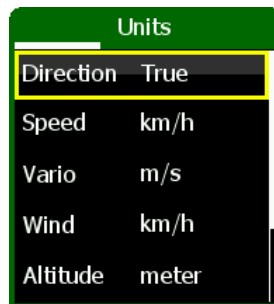 Units
Direction True
Speed km/h
Vario m/s
Wind km/h
Altitude meter